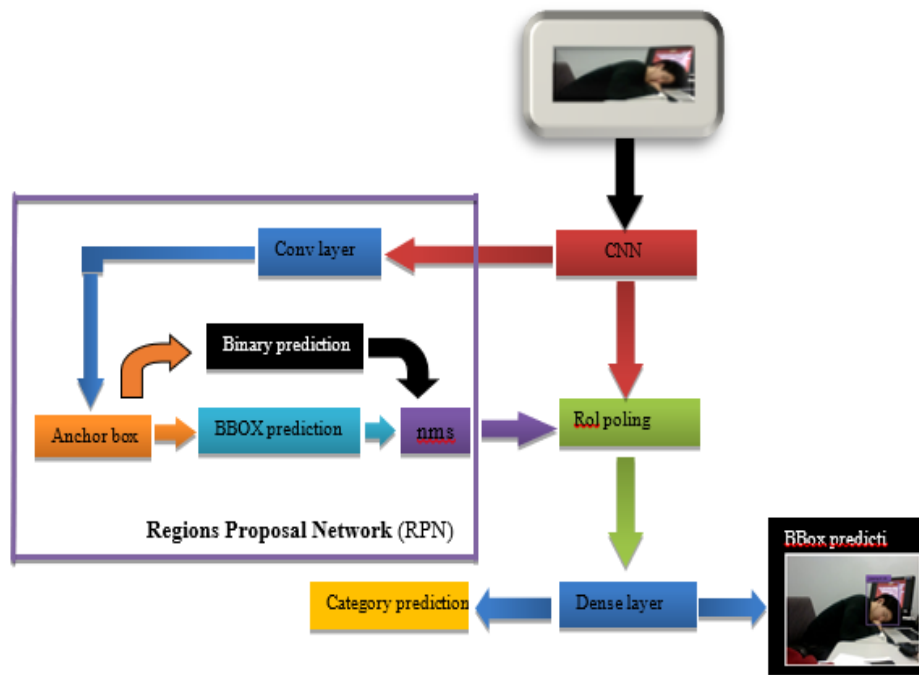 CNN
Conv layer
Binary prediction
Anchor box
BBOX prediction
nms
Rol poling
Regions Proposal Network (RPN)
BBox predicti
Category prediction
Dense layer